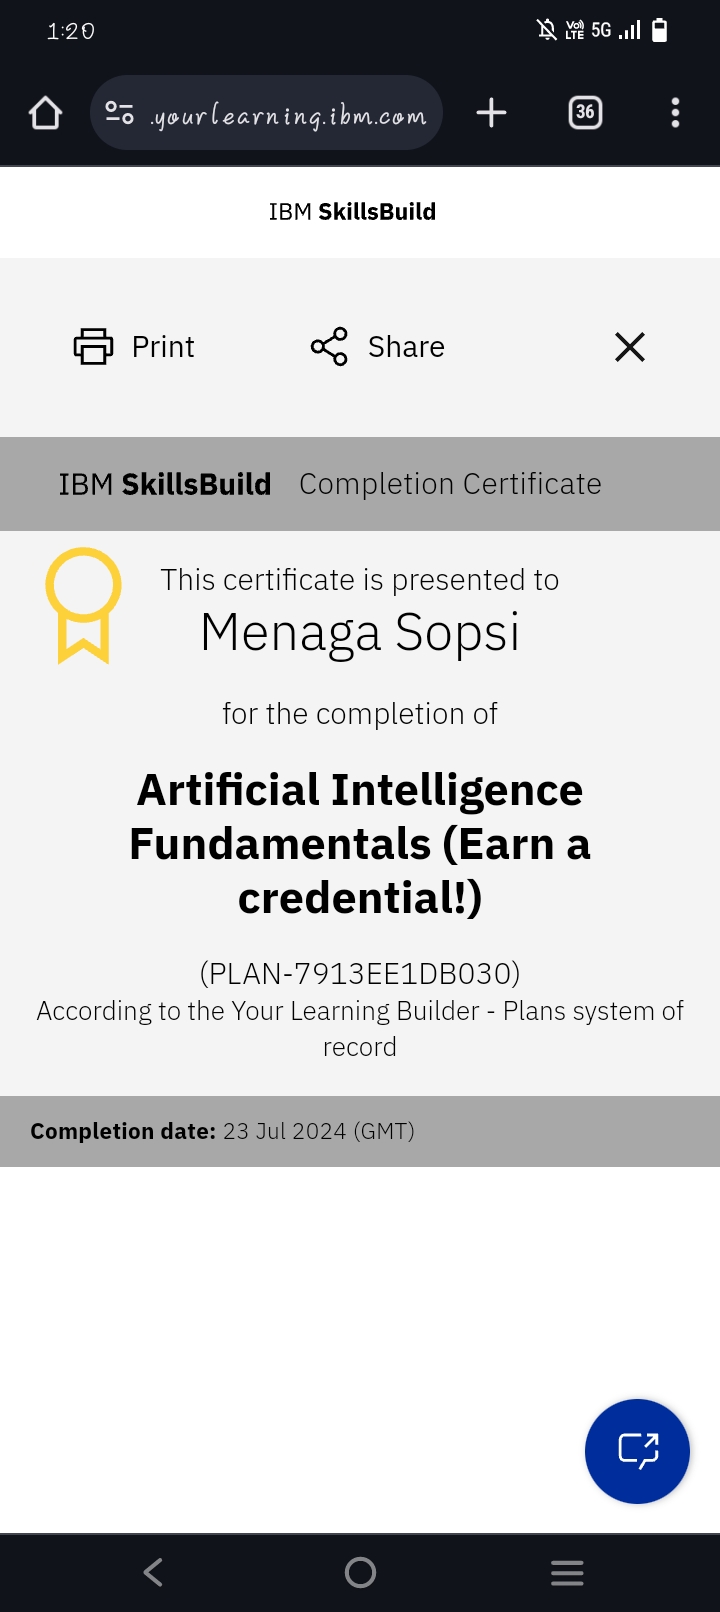 1:20
Vo) LTE 5G
.yourlearning.ibm.com
36
IBM SkillsBuild
Print
Share
IBM SkillsBuild Completion Certificate
This certificate is presented to
Menaga Sopsi
for the completion of
Artificial Intelligence
Fundamentals (Earn a
credential!)
(PLAN-7913EE1DB030)
According to the Your Learning Builder - Plans system of
record
Completion date: 23 Jul 2024 (GMT)